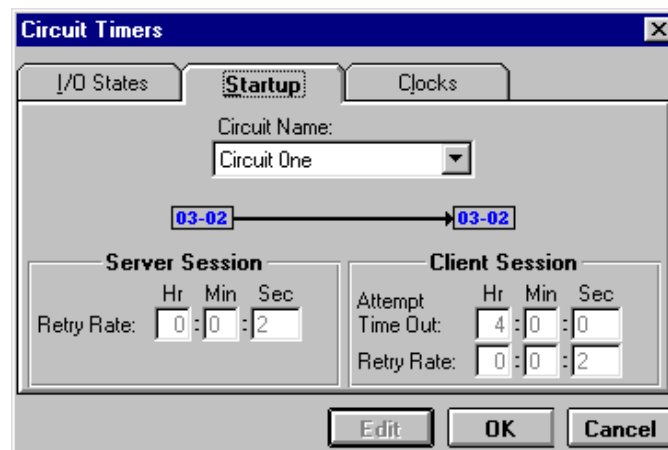 Circuit Timers
I/O States Startup Clocks
Circuit Name:
Circuit One
03-02 03-02
Server Session
Hr Min Sec
Retry Rate: 0 : 0 : 2
Client Session
Hr Min Sec
Attempt
Time Out: 4 : 0 : 0
Retry Rate: 0 : 0 : 2
Edit OK Cancel